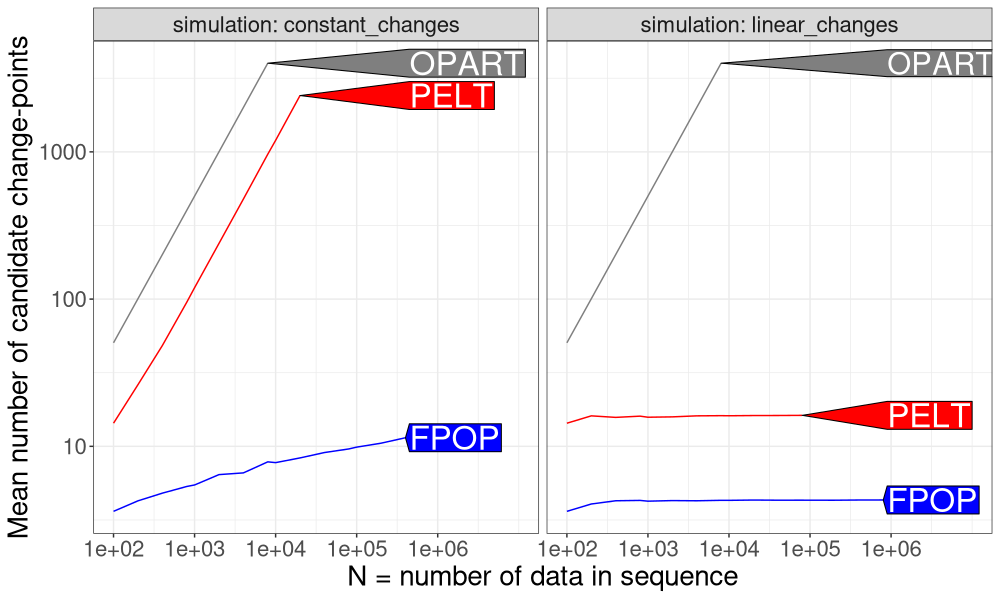 simulation: constant_changes
simulation: linear_changes
Mean number of candidate change-points
1000
100
10
OPART
PELT
FPOP
OPART
PELT
FPOP
1e+02 1e+03 1e+04 1e+05 1e+06
1e+02 1e+03 1e+04 1e+05 1e+06
N = number of data in sequence